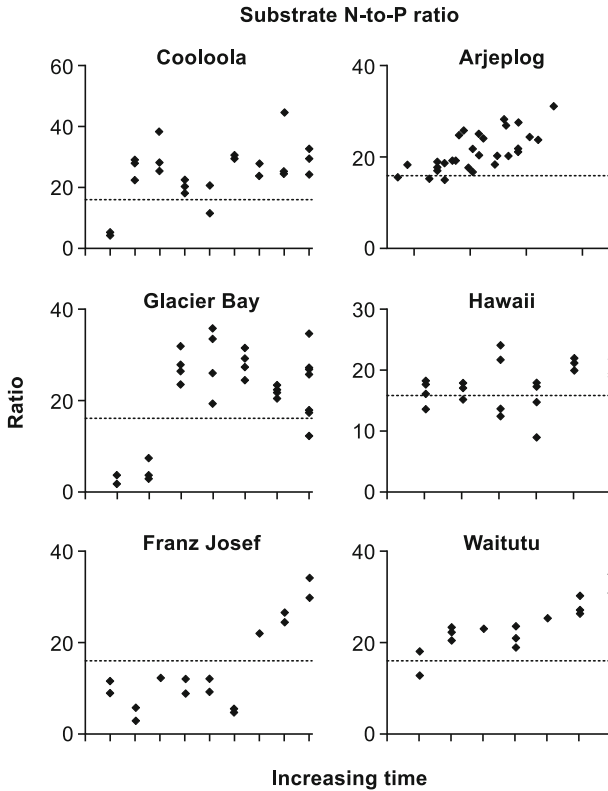 Substrate N-to-P ratio
Cooloola
Arjeplog
60
40
20
0
40
20
0
Glacier Bay
Hawaii
40
20
0
30
20
10
0
Ratio
Franz Josef
Waitutu
40
20
0
40
20
0
Increasing time